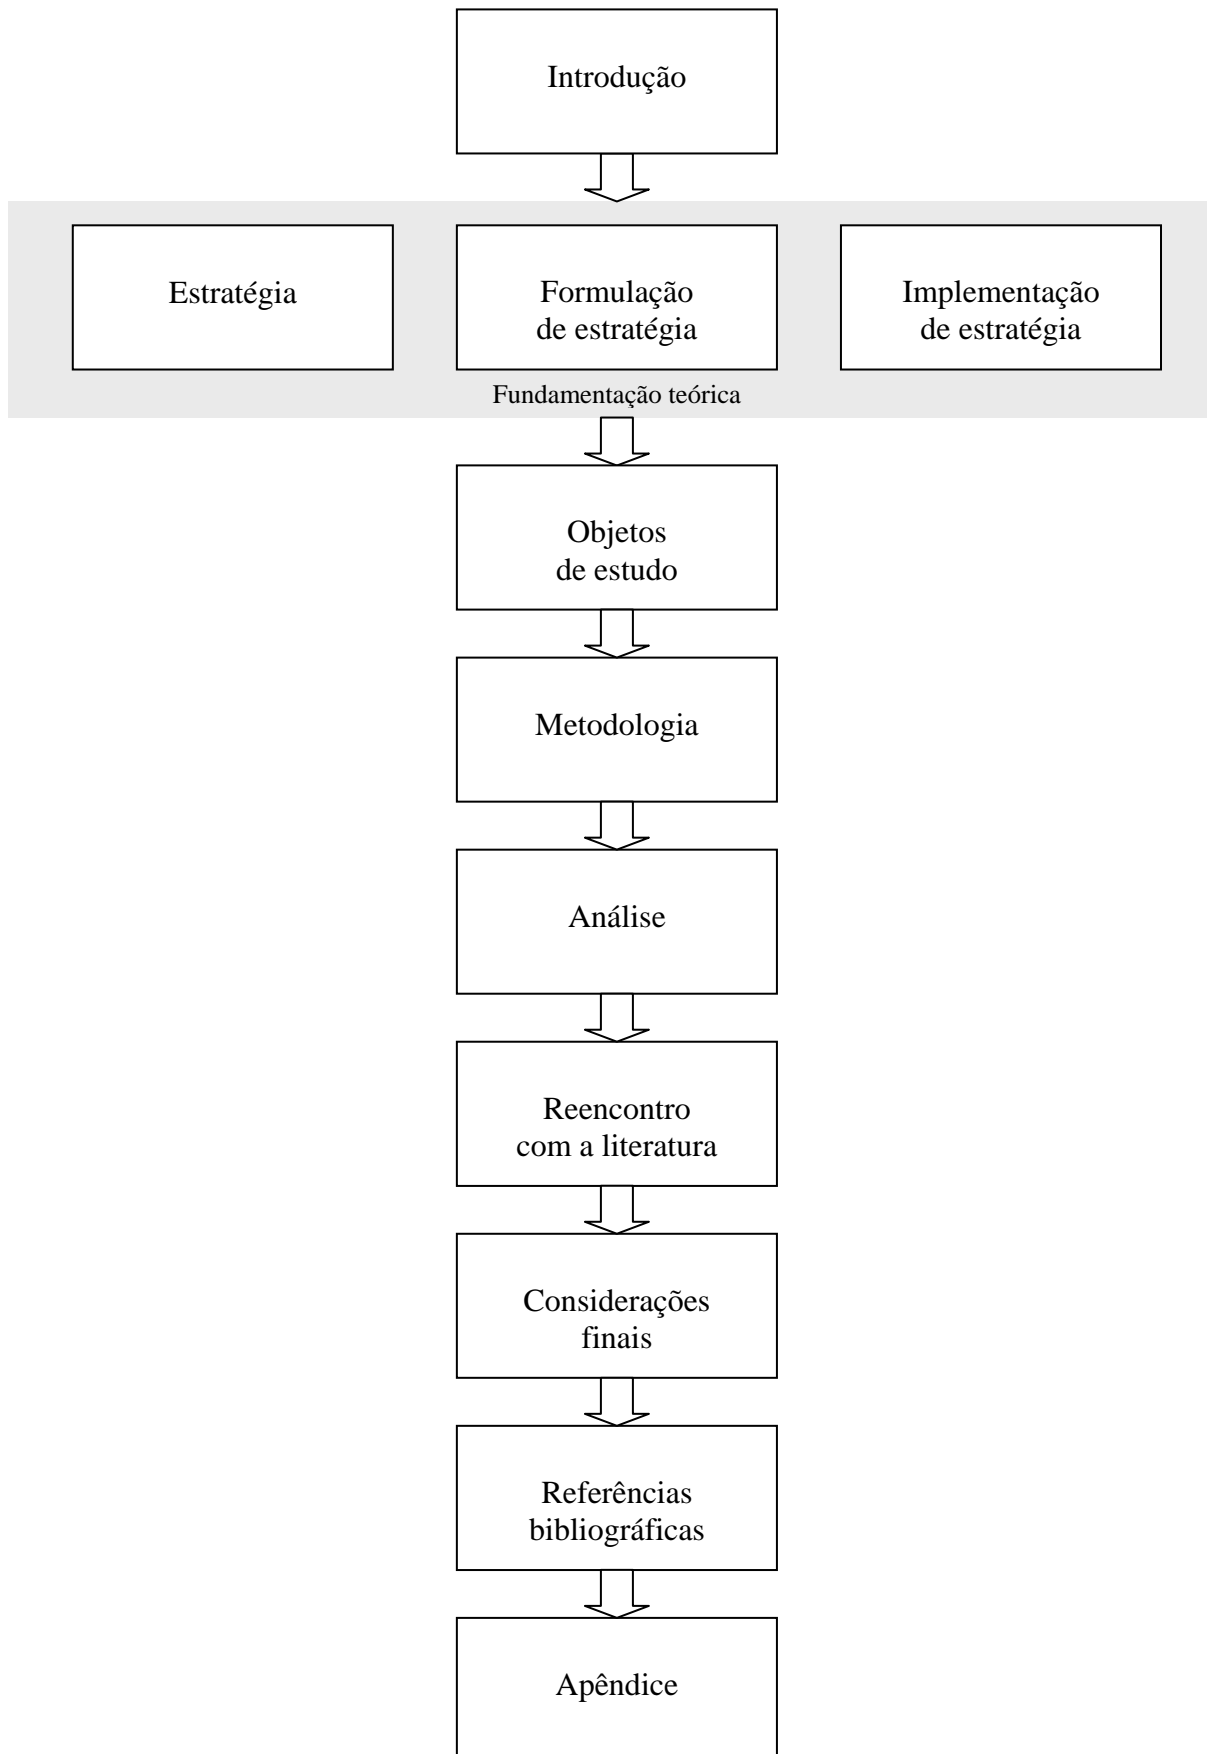 Introdução
Estratégia
Formulação
de estratégia
Implementação
de estratégia
Fundamentação teórica
Objetos
de estudo
Metodologia
Análise
Reencontro
com a literatura
Considerações
finais
Referências
bibliográficas
Apêndice